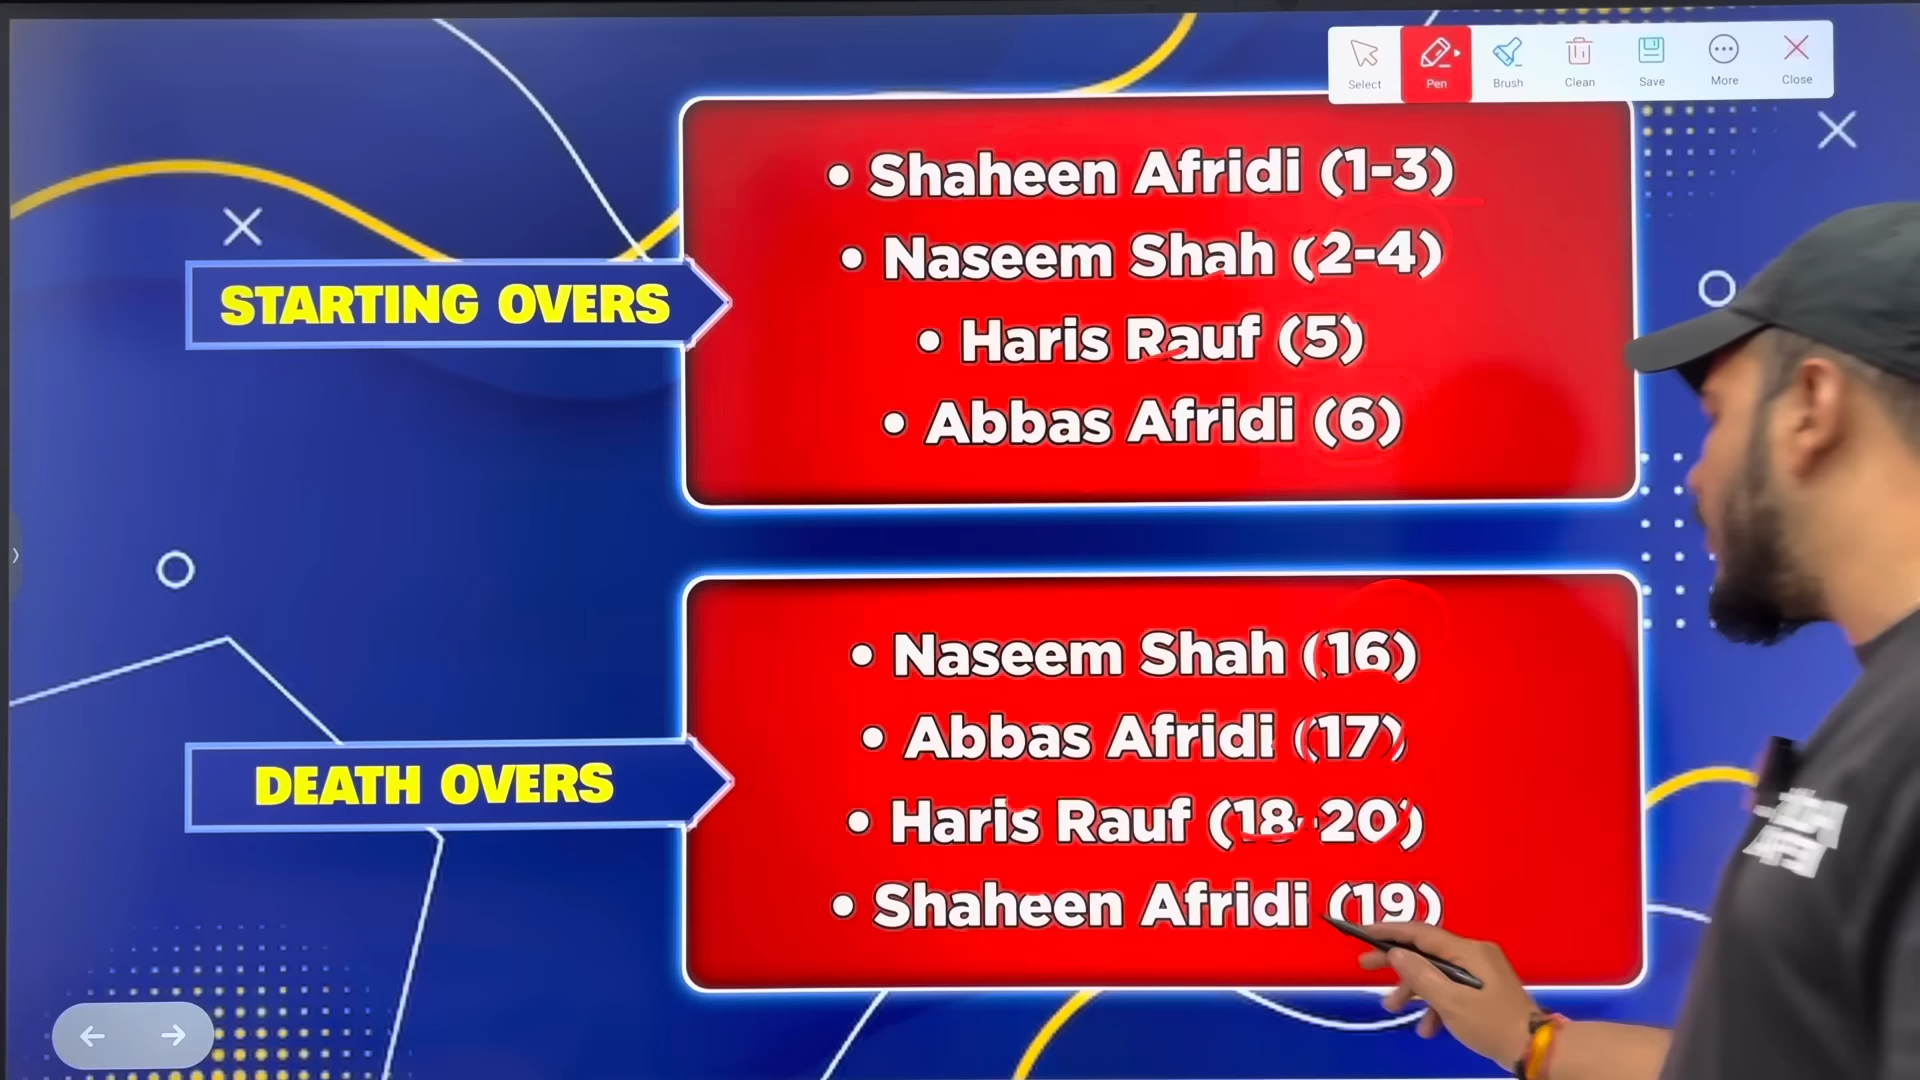 Select Pen Brush Clean Save More Close
• Shaheen Afridi (1-3)
• Naseem Shah (2-4)
STARTING OVERS
• Haris Rauf (5)
• Abbas Afridi (6)
• Naseem Shah (16)
• Abbas Afridi (17)
DEATH OVERS
• Haris Rauf (18-20)
• Shaheen Afridi (19)